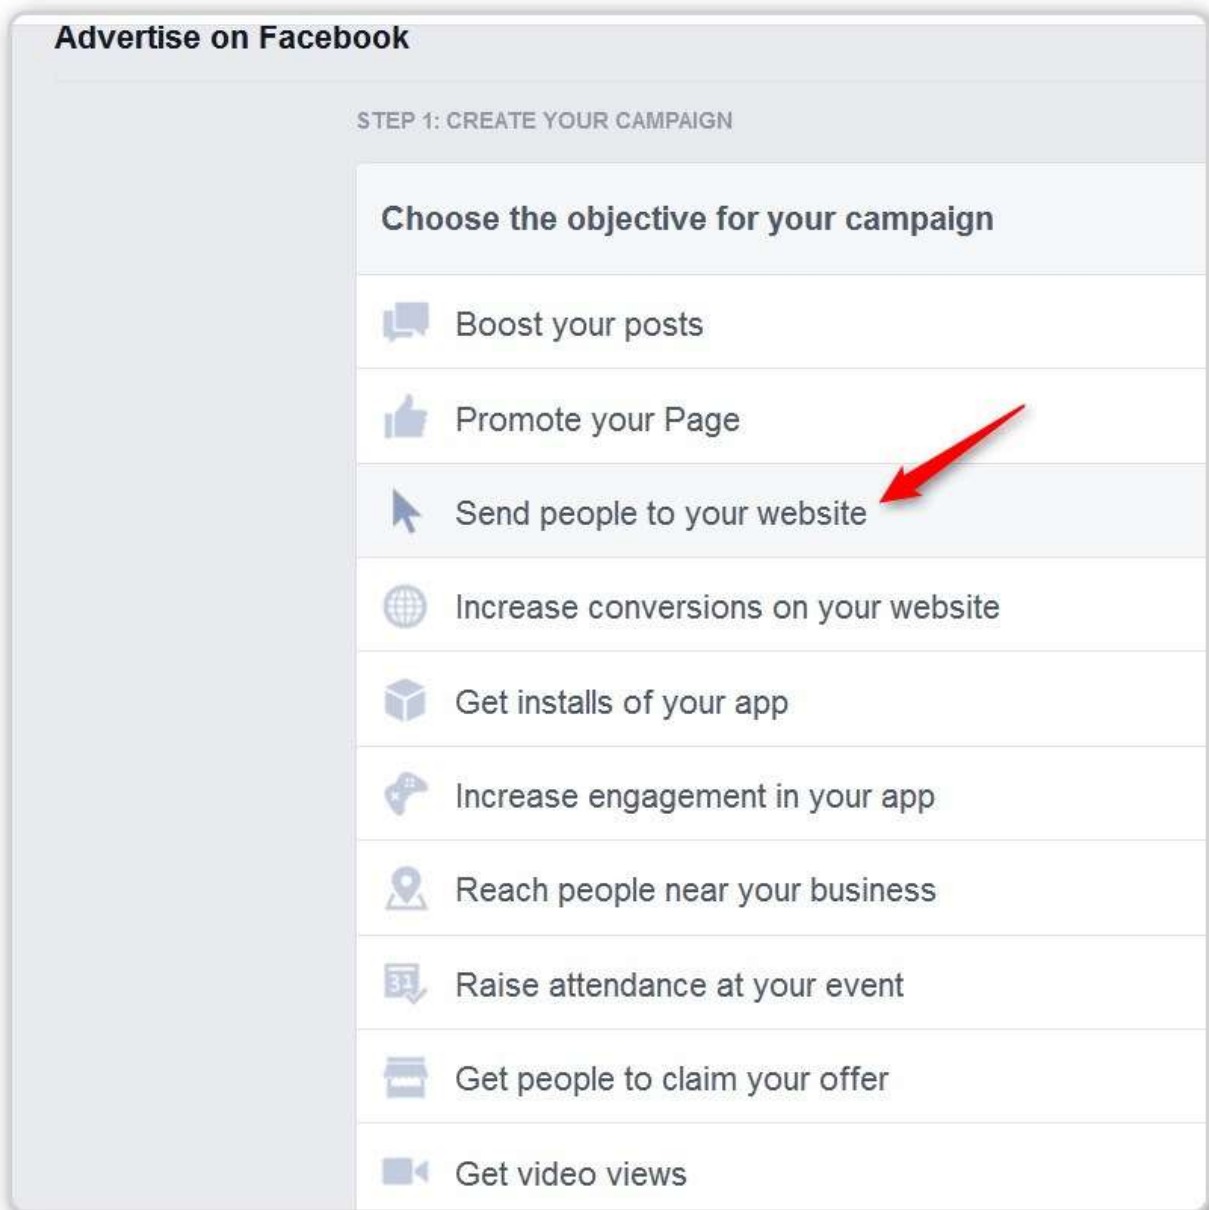 Advertise on Facebook
STEP 1: CREATE YOUR CAMPAIGN
Choose the objective for your campaign
Boost your posts
Promote your Page
Send people to your website
Increase conversions on your website
Get installs of your app
Increase engagement in your app
Reach people near your business
31
Raise attendance at your event
Get people to claim your offer
Get video views